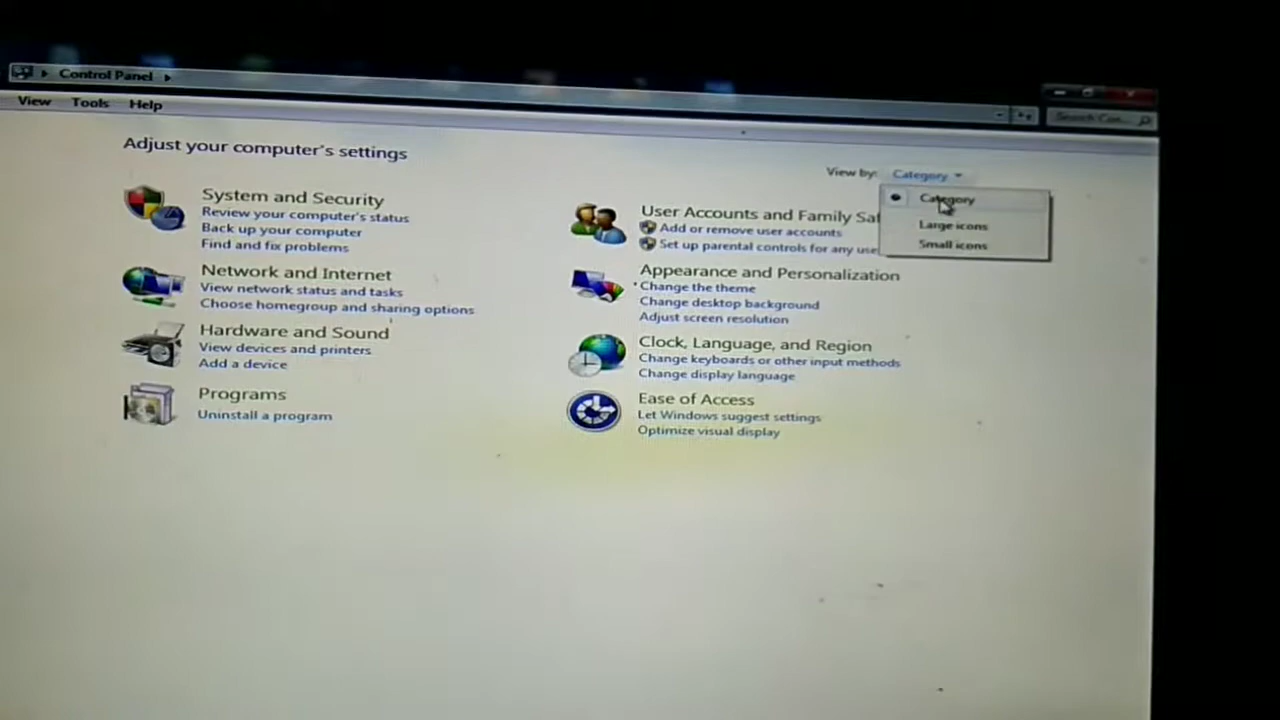 Control Panel
View Tools Help
Adjust your computer's settings
View by: Category
Category
Large icons
Small icons
System and Security
Review your computer's status
Back up your computer
Find and fix problems
Network and Internet
View network status and tasks
Choose homegroup and sharing options
Hardware and Sound
View devices and printers
Add a device
Programs
Uninstall a program
User Accounts and Family Saf
Add or remove user accounts
Set up parental controls for any use
Appearance and Personalization
Change the theme
Change desktop background
Adjust screen resolution
Clock, Language, and Region
Change keyboards or other input methods
Change display language
Ease of Access
Let Windows suggest settings
Optimize visual display
Search Con...